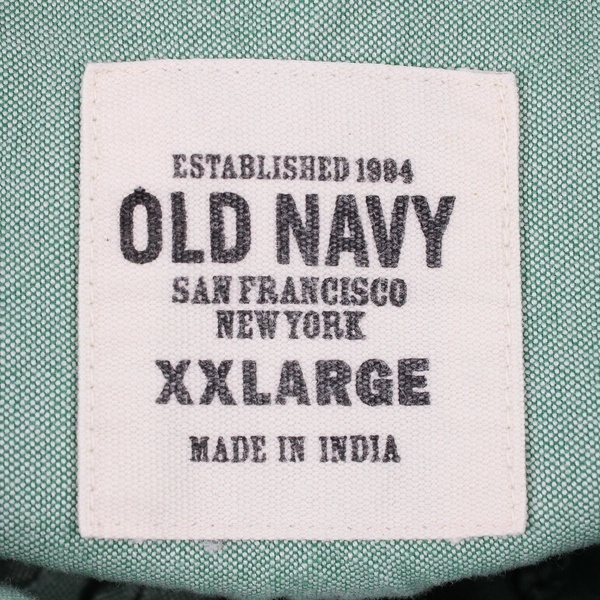 ESTABLISHED 1994
OLD NAVY
SAN FRANCISCO
NEW YORK
XXLARGE
MADE IN INDIA